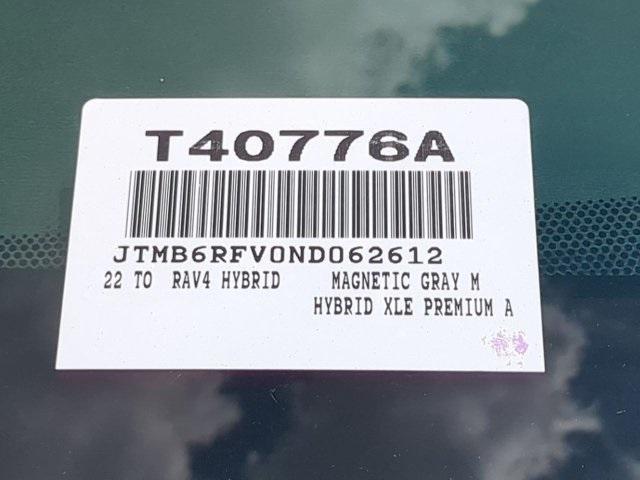 T40776A
JTMB6RFV0ND062612
22 TO RAV4 HYBRID MAGNETIC GRAY M
HYBRID XLE PREMIUM A